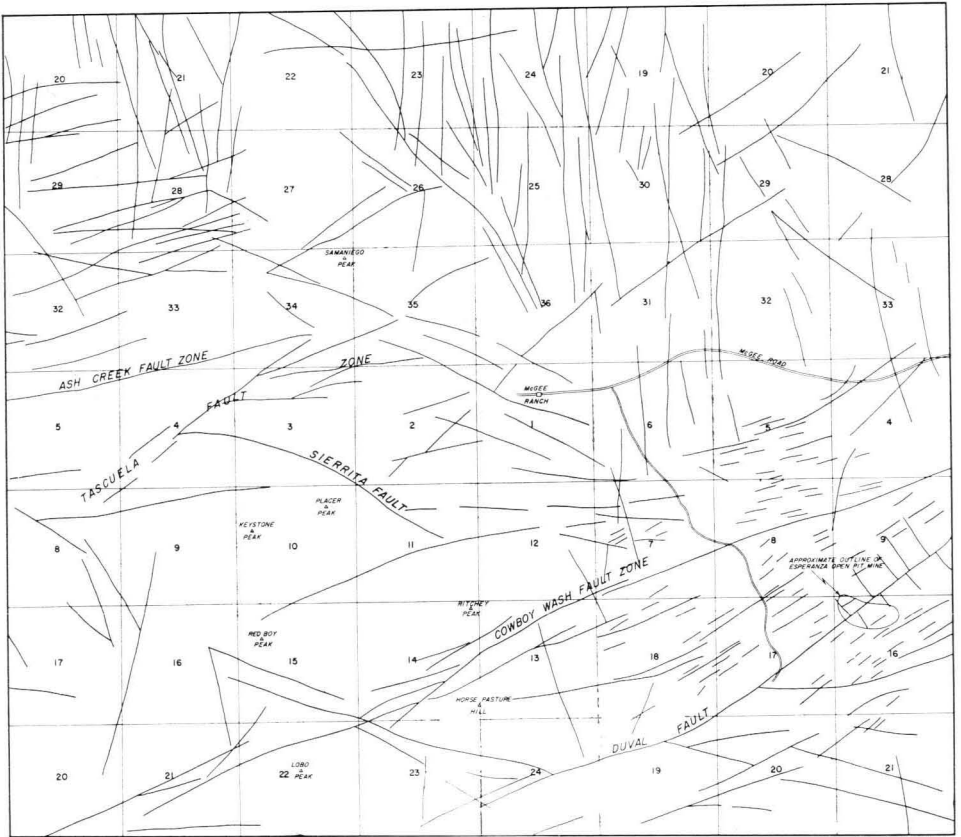 20 21 22 23 24 19 20 21
29 28 27 26 25 30 29 28
SAMANIEGO
PEAK
32 33 34 35 36 31 32 33
ASH CREEK FAULT ZONE
McGEE ROAD
McGEE
RANCH
TASCUELA FAULT ZONE
5 4 3 2 1 6 5 4
SIERRITA FAULT
PLACER
PEAK
KEYSTONE
PEAK
8 9 10 11 12 7 8 9
APPROXIMATE OUTLINE OF
ESPERANZA OPEN PIT MINE
COWBOY WASH FAULT ZONE
RITCHEY
PEAK
RED BOY
PEAK
17 16 15 14 13 18 17 16
HORSE PASTURE
HILL
DUVAL FAULT
LOBO
PEAK
20 21 22 23 24 19 20 21